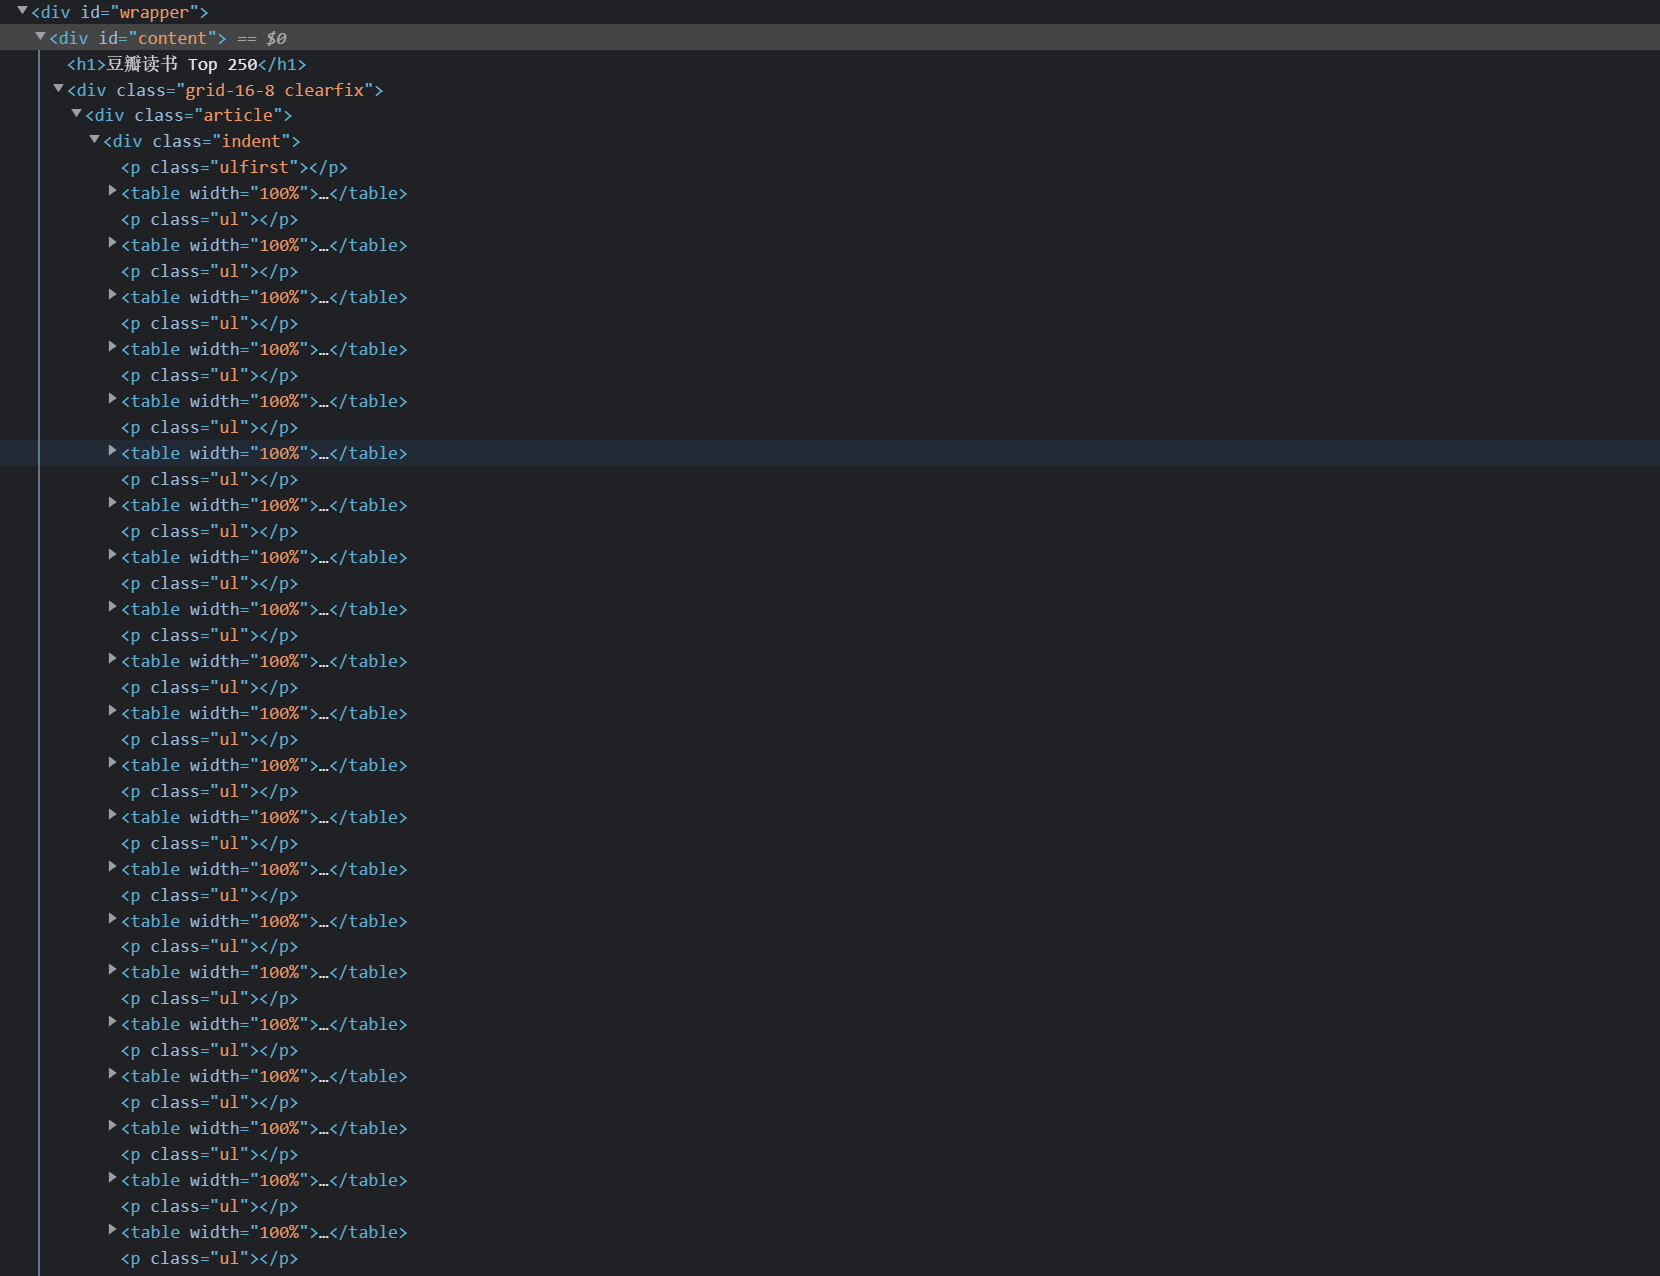 <div id="wrapper">
<div id="content"> == $0
<h1>豆瓣读书 Top 250</h1>
<div class="grid-16-8 clearfix">
<div class="article">
<div class="indent">
<p class="ulfirst"></p>
<table width="100%">…</table>
<p class="ul"></p>
<table width="100%">…</table>
<p class="ul"></p>
<table width="100%">…</table>
<p class="ul"></p>
<table width="100%">…</table>
<p class="ul"></p>
<table width="100%">…</table>
<p class="ul"></p>
<table width="100%">…</table>
<p class="ul"></p>
<table width="100%">…</table>
<p class="ul"></p>
<table width="100%">…</table>
<p class="ul"></p>
<table width="100%">…</table>
<p class="ul"></p>
<table width="100%">…</table>
<p class="ul"></p>
<table width="100%">…</table>
<p class="ul"></p>
<table width="100%">…</table>
<p class="ul"></p>
<table width="100%">…</table>
<p class="ul"></p>
<table width="100%">…</table>
<p class="ul"></p>
<table width="100%">…</table>
<p class="ul"></p>
<table width="100%">…</table>
<p class="ul"></p>
<table width="100%">…</table>
<p class="ul"></p>
<table width="100%">…</table>
<p class="ul"></p>
<table width="100%">…</table>
<p class="ul"></p>
<table width="100%">…</table>
<p class="ul"></p>
<table width="100%">…</table>
<p class="ul"></p>